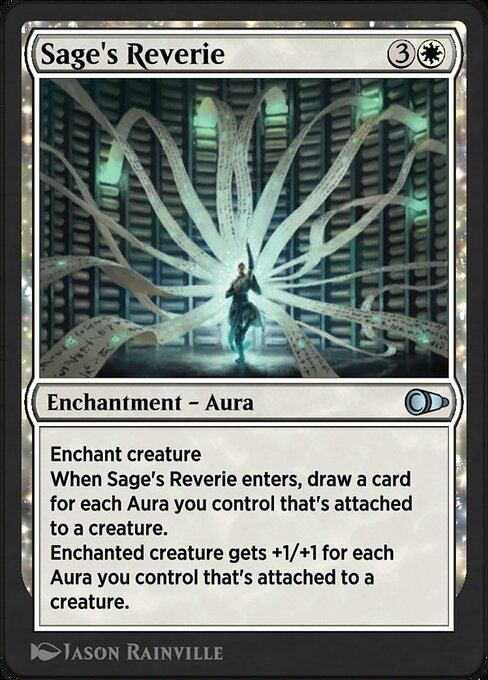 Sage's Reverie 3
Enchantment – Aura
Enchant creature
When Sage's Reverie enters, draw a card
for each Aura you control that's attached
to a creature.
Enchanted creature gets +1/+1 for each
Aura you control that's attached to a
creature.
Jason Rainville